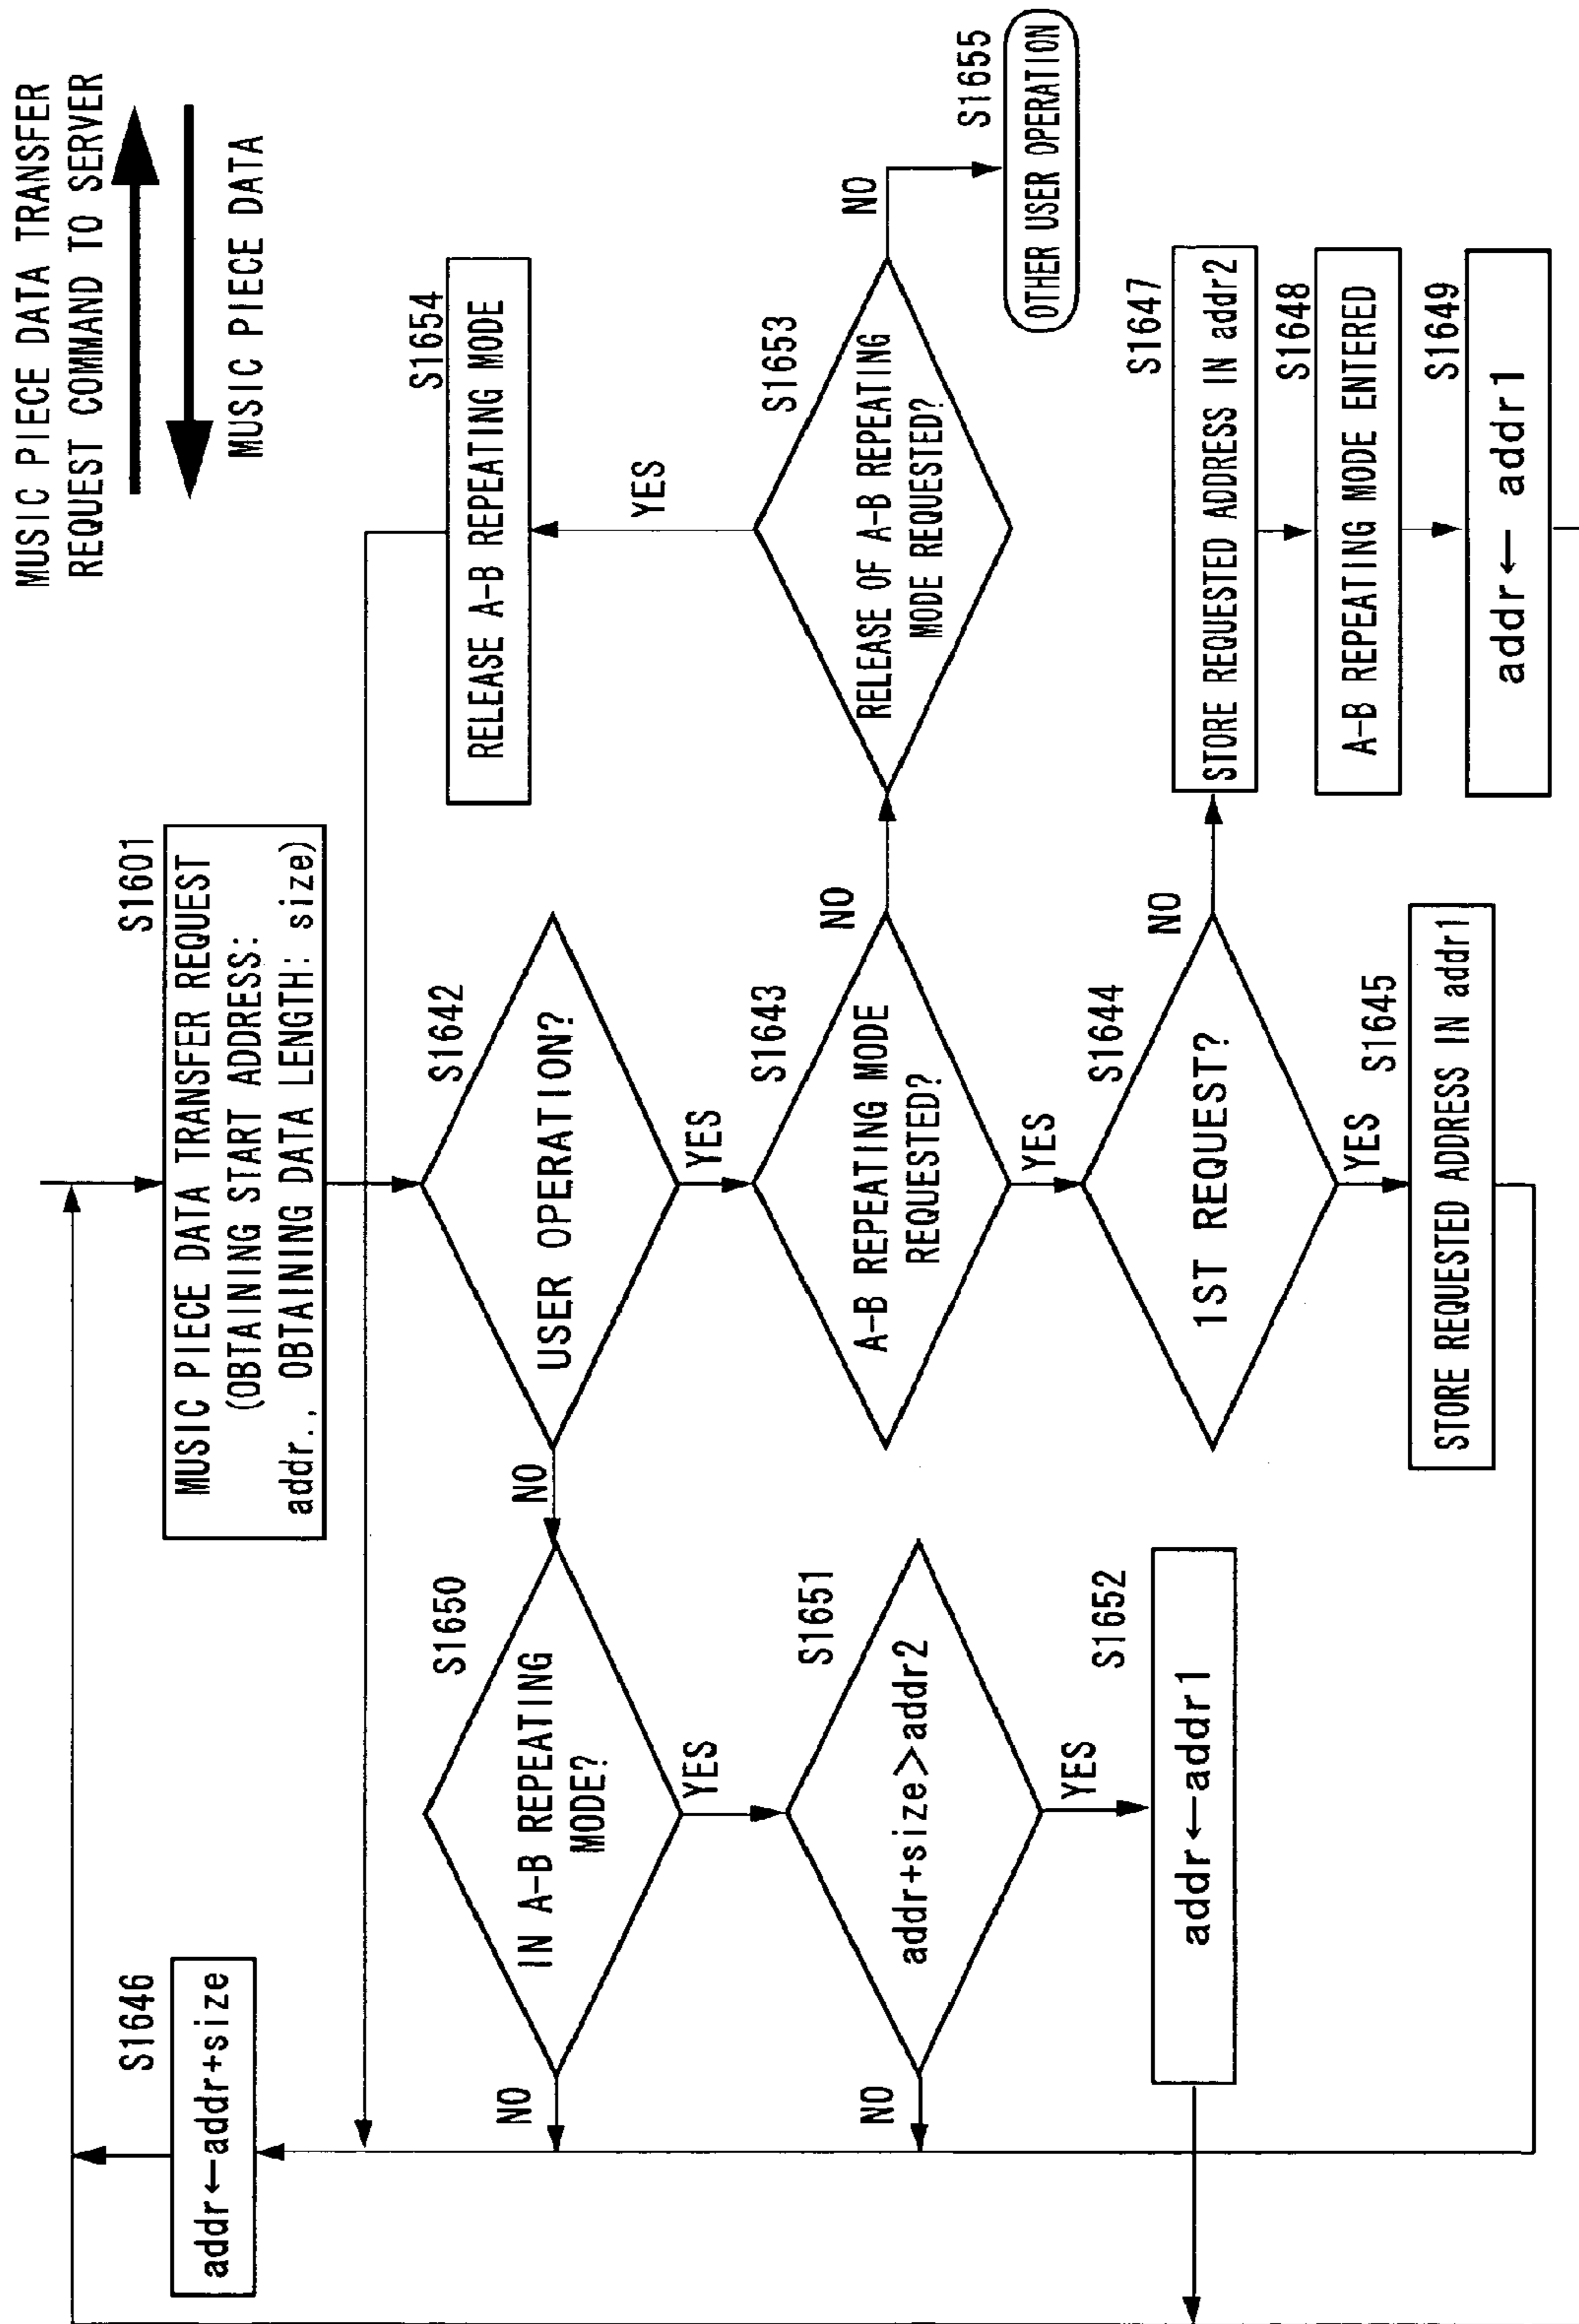 MUSIC PIECE DATA TRANSFER
REQUEST COMMAND TO SERVER
MUSIC PIECE DATA
S1601
MUSIC PIECE DATA TRANSFER REQUEST
(OBTAINING START ADDRESS:
addr., OBTAINING DATA LENGTH: size)
S1646
addr←addr+size
S1642
USER OPERATION?
NO
YES
S1650
IN A-B REPEATING
MODE?
NO
YES
S1651
addr+size>addr2
NO
YES
S1652
addr←addr1
S1643
A-B REPEATING MODE
REQUESTED?
NO
YES
S1644
1ST REQUEST?
NO
YES
S1645
STORE REQUESTED ADDRESS IN addr1
S1654
RELEASE A-B REPEATING MODE
YES
S1653
RELEASE OF A-B REPEATING
MODE REQUESTED?
NO
S1655
OTHER USER OPERATION
S1647
STORE REQUESTED ADDRESS IN addr2
S1648
A-B REPEATING MODE ENTERED
S1649
addr← addr1